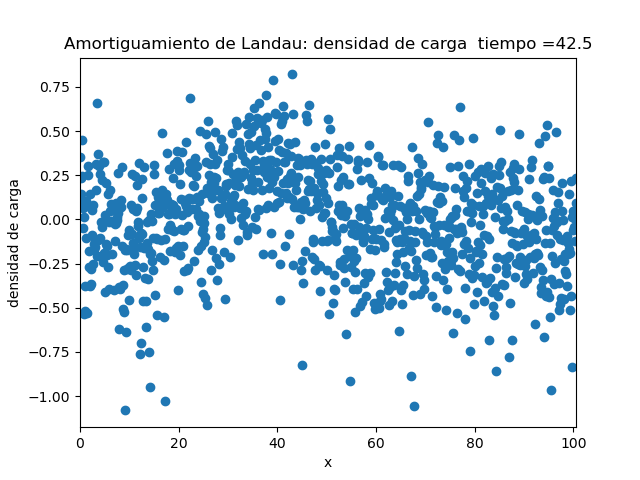 Amortiguamiento de Landau: densidad de carga  tiempo =42.5
densidad de carga
0.75
0.50
0.25
0.00
−0.25
−0.50
−0.75
−1.00
0 20 40 60 80 100
x